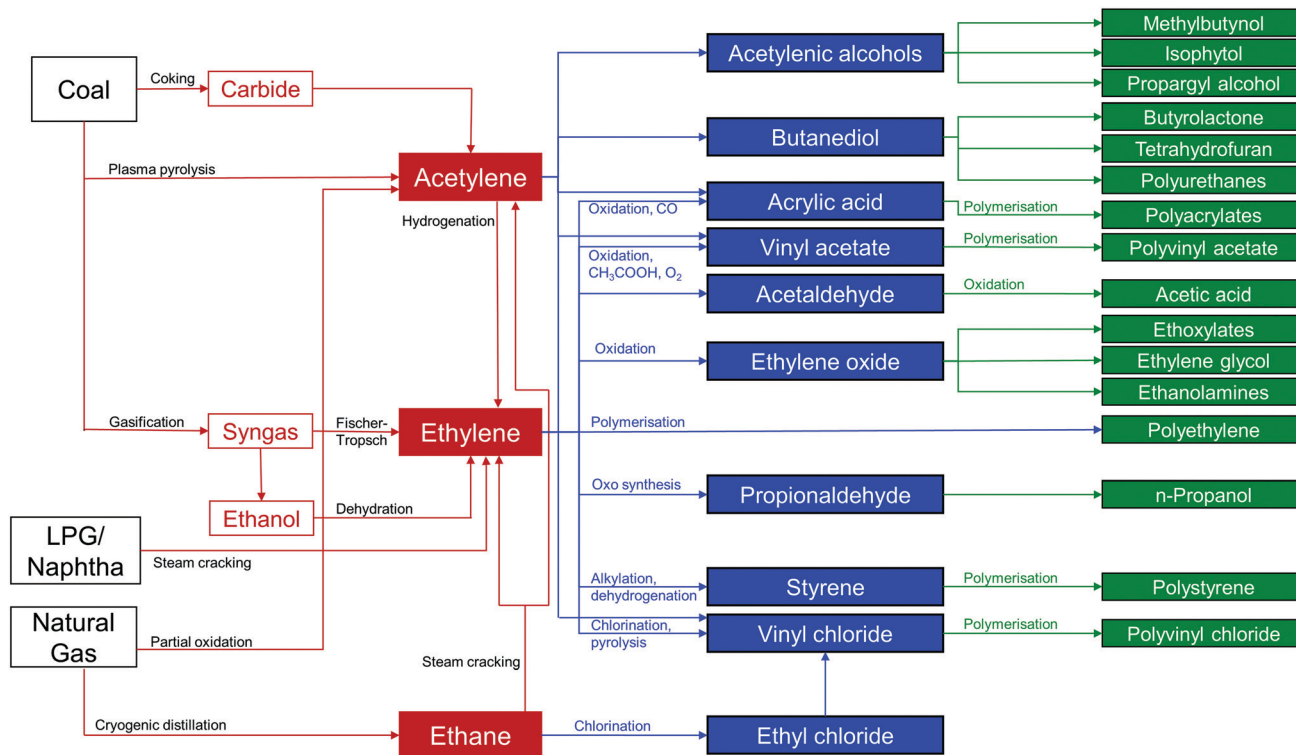 Methylbutynol
Acetylenic alcohols
Isophytol
Coal
Coking
Carbide
Propargyl alcohol
Butyrolactone
Butanediol
Tetrahydrofuran
Plasma pyrolysis
Acetylene
Polyurethanes
Hydrogenation
Oxidation, CO
Acrylic acid
Polymerisation
Polyacrylates
Vinyl acetate
Polymerisation
Polyvinyl acetate
Oxidation,
CH₃COOH, O₂
Acetaldehyde
Oxidation
Acetic acid
Ethoxylates
Oxidation
Ethylene oxide
Ethylene glycol
Ethanolamines
Gasification
Syngas
Fischer-
Tropsch
Ethylene
Polymerisation
Polyethylene
Oxo synthesis
Propionaldehyde
n-Propanol
Ethanol
Dehydration
LPG/
Naphtha
Steam cracking
Alkylation,
dehydrogenation
Styrene
Polymerisation
Polystyrene
Natural
Gas
Partial oxidation
Chlorination,
pyrolysis
Vinyl chloride
Polymerisation
Polyvinyl chloride
Steam cracking
Cryogenic distillation
Ethane
Chlorination
Ethyl chloride